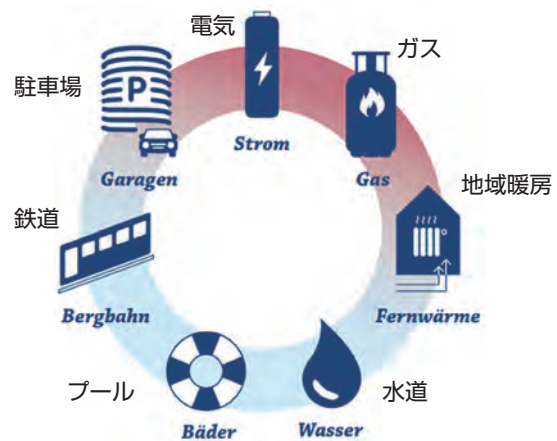 電気
Strom
ガス
Gas
地域暖房
Fernwärme
水道
Wasser
プール
Bäder
鉄道
Bergbahn
駐車場
P
Garagen